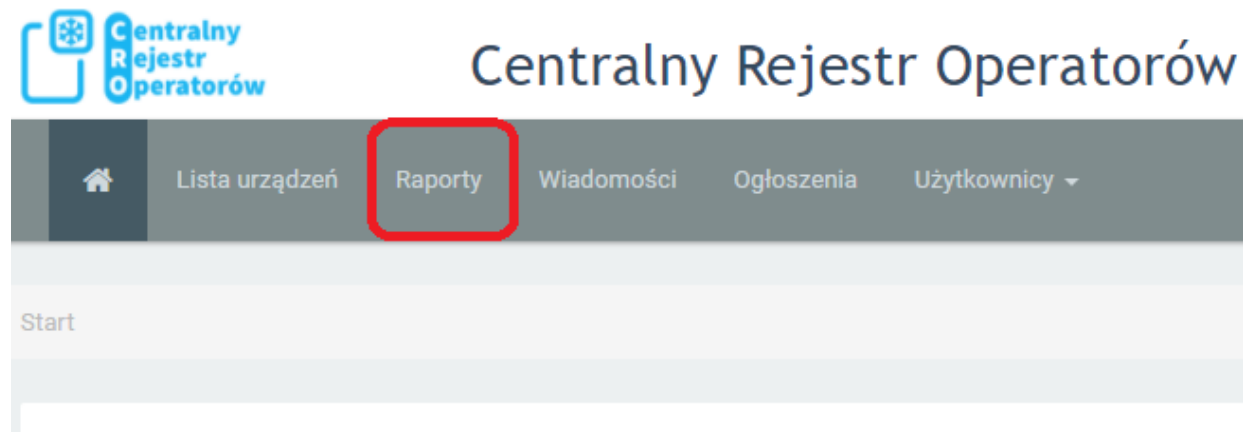 Centralny
Rejestr
Operatorów
Centralny Rejestr Operatorów
Lista urządzeń Raporty Wiadomości Ogłoszenia Użytkownicy
Start